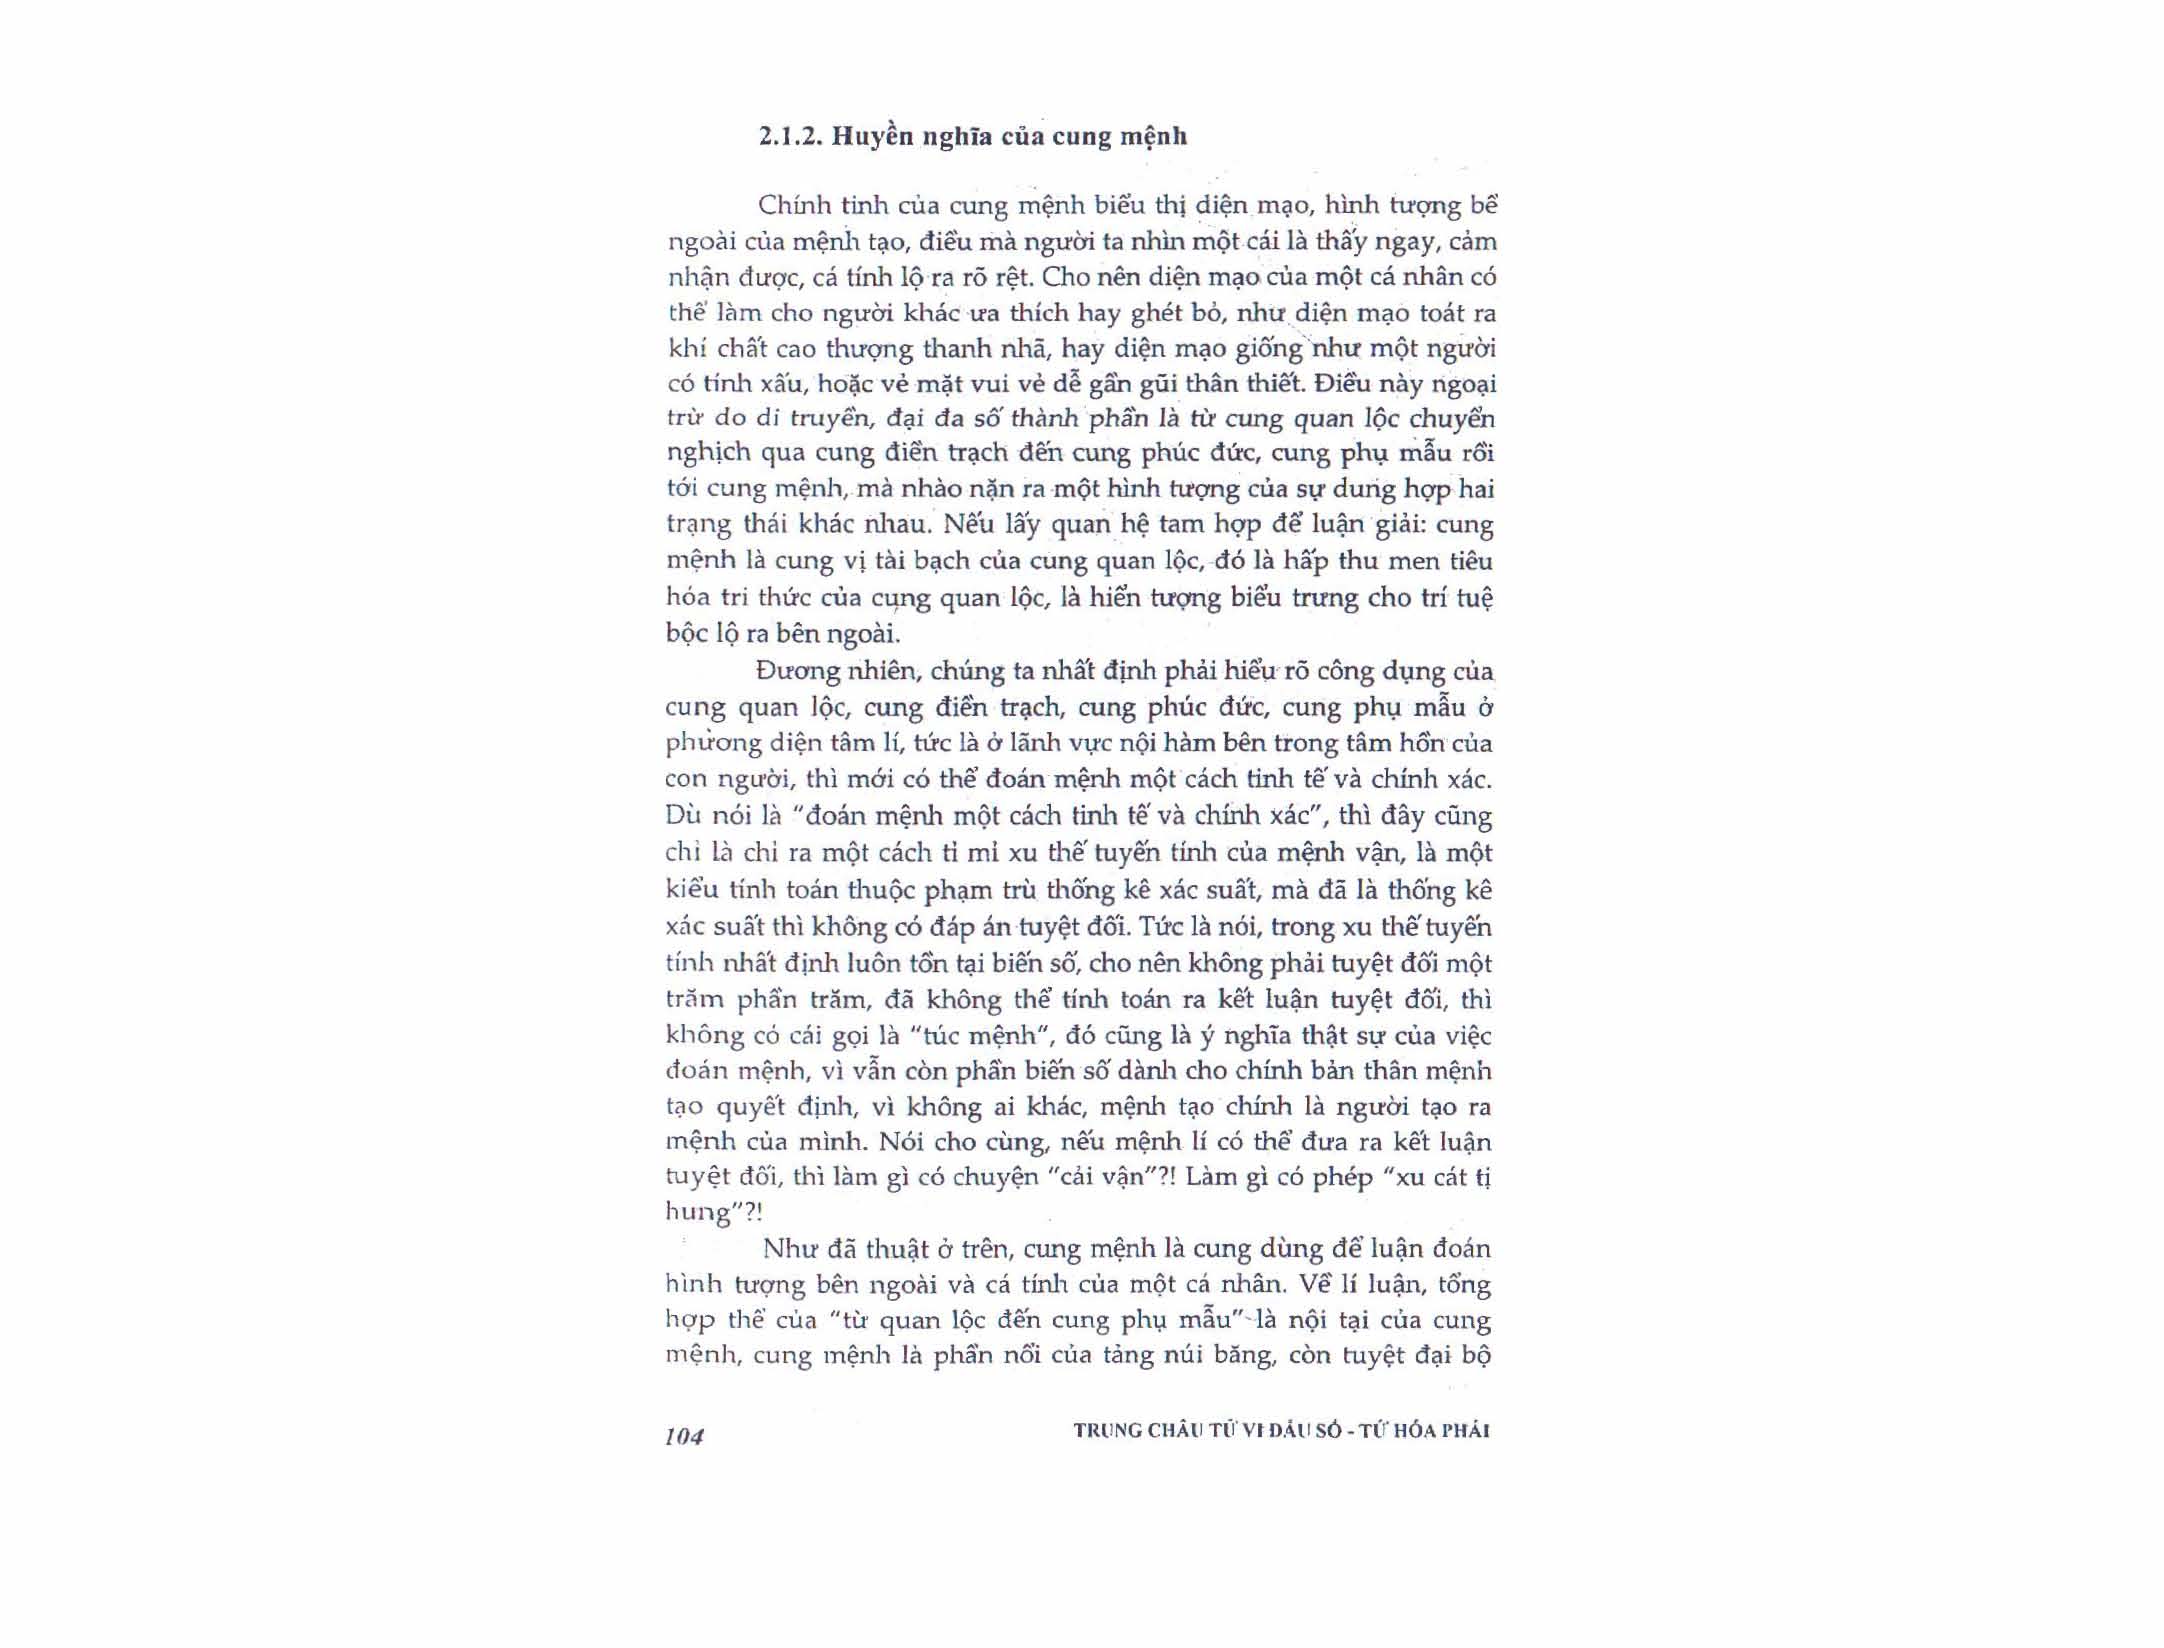 2.1.2. Huyền nghĩa của cung mệnh
Chính tinh của cung mệnh biểu thị diện mạo, hình tượng bề
ngoài của mệnh tạo, điều mà người ta nhìn một cái là thấy ngay, cảm
nhận được, cá tính lộ ra rõ rệt. Cho nên diện mạo của một cá nhân có
thể làm cho người khác ưa thích hay ghét bỏ, như diện mạo toát ra
khí chất cao thượng thanh nhã, hay diện mạo giống như một người
có tính xấu, hoặc vẻ mặt vui vẻ dễ gần gũi thân thiết. Điều này ngoại
trừ do di truyền, đại đa số thành phần là từ cung quan lộc chuyển
nghịch qua cung điền trạch đến cung phúc đức, cung phụ mẫu rồi
tới cung mệnh, mà nhào nặn ra một hình tượng của sự dung hợp hai
trạng thái khác nhau. Nếu lấy quan hệ tam hợp để luận giải: cung
mệnh là cung vị tài bạch của cung quan lộc, đó là hấp thu men tiêu
hóa tri thức của cung quan lộc, là hiển tượng biểu trưng cho trí tuệ
bộc lộ ra bên ngoài.
Đương nhiên, chúng ta nhất định phải hiểu rõ công dụng của
cung quan lộc, cung điền trạch, cung phúc đức, cung phụ mẫu ở
phương diện tâm lí, tức là ở lãnh vực nội hàm bên trong tâm hồn của
con người, thì mới có thể đoán mệnh một cách tinh tế và chính xác.
Dù nói là "đoán mệnh một cách tinh tế và chính xác", thì đây cũng
chỉ là chỉ ra một cách tỉ mỉ xu thế tuyến tính của mệnh vận, là một
kiểu tính toán thuộc phạm trù thống kê xác suất, mà đã là thống kê
xác suất thì không có đáp án tuyệt đối. Tức là nói, trong xu thế tuyến
tính nhất định luôn tồn tại biến số, cho nên không phải tuyệt đối một
trăm phần trăm, đã không thể tính toán ra kết luận tuyệt đối, thì
không có cái gọi là "túc mệnh", đó cũng là ý nghĩa thật sự của việc
đoán mệnh, vì vẫn còn phần biến số dành cho chính bản thân mệnh
tạo quyết định, vì không ai khác, mệnh tạo chính là người tạo ra
mệnh của mình. Nói cho cùng, nếu mệnh lí có thể đưa ra kết luận
tuyệt đối, thì làm gì có chuyện "cải vận"?! Làm gì có phép "xu cát tị
hung"?!
Như đã thuật ở trên, cung mệnh là cung dùng để luận đoán
hình tượng bên ngoài và cá tính của một cá nhân. Về lí luận, tổng
hợp thể của "từ quan lộc đến cung phụ mẫu" là nội tại của cung
mệnh, cung mệnh là phần nổi của tảng núi băng, còn tuyệt đại bộ
104
TRUNG CHÂU TỬ VI ĐẨU SỐ - TỨ HÓA PHÁI